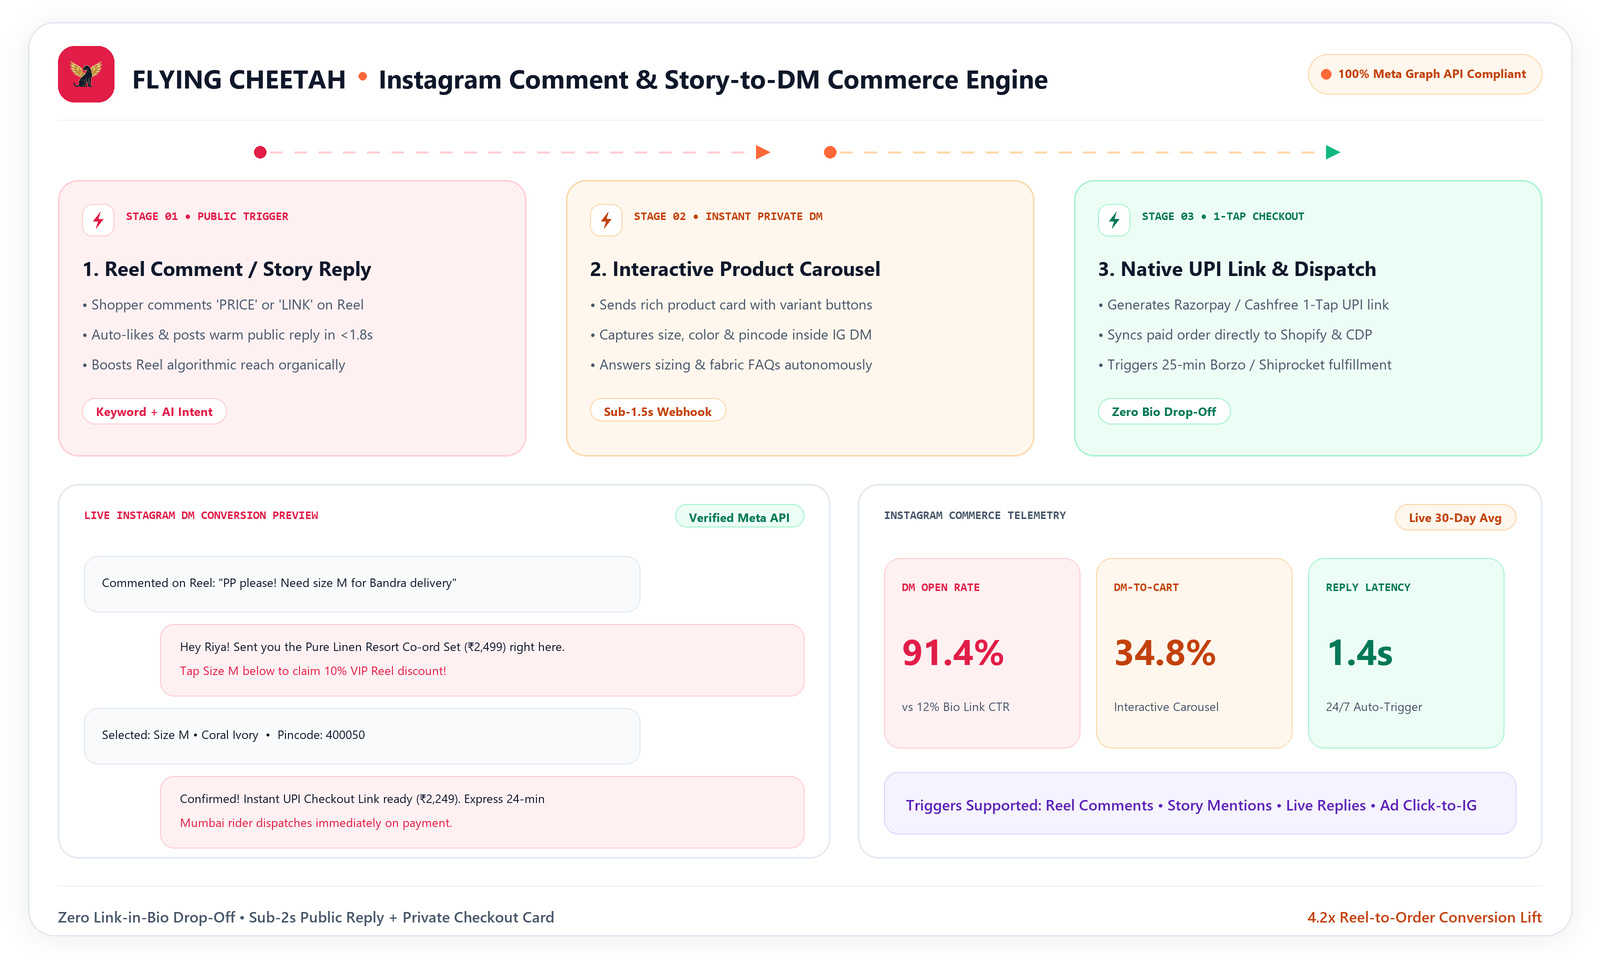 FLYING CHEETAH • Instagram Comment & Story-to-DM Commerce Engine
100% Meta Graph API Compliant
STAGE 01 • PUBLIC TRIGGER
1. Reel Comment / Story Reply
• Shopper comments 'PRICE' or 'LINK' on Reel
• Auto-likes & posts warm public reply in <1.8s
• Boosts Reel algorithmic reach organically
Keyword + AI Intent
STAGE 02 • INSTANT PRIVATE DM
2. Interactive Product Carousel
• Sends rich product card with variant buttons
• Captures size, color & pincode inside IG DM
• Answers sizing & fabric FAQs autonomously
Sub-1.5s Webhook
STAGE 03 • 1-TAP CHECKOUT
3. Native UPI Link & Dispatch
• Generates Razorpay / Cashfree 1-Tap UPI link
• Syncs paid order directly to Shopify & CDP
• Triggers 25-min Borzo / Shiprocket fulfillment
Zero Bio Drop-Off
LIVE INSTAGRAM DM CONVERSION PREVIEW
Verified Meta API
Commented on Reel: "PP please! Need size M for Bandra delivery"
Hey Riya! Sent you the Pure Linen Resort Co-ord Set (₹2,499) right here.
Tap Size M below to claim 10% VIP Reel discount!
Selected: Size M • Coral Ivory • Pincode: 400050
Confirmed! Instant UPI Checkout Link ready (₹2,249). Express 24-min
Mumbai rider dispatches immediately on payment.
INSTAGRAM COMMERCE TELEMETRY
Live 30-Day Avg
DM OPEN RATE
91.4%
vs 12% Bio Link CTR
DM-TO-CART
34.8%
Interactive Carousel
REPLY LATENCY
1.4s
24/7 Auto-Trigger
Triggers Supported: Reel Comments • Story Mentions • Live Replies • Ad Click-to-IG
Zero Link-in-Bio Drop-Off • Sub-2s Public Reply + Private Checkout Card
4.2x Reel-to-Order Conversion Lift